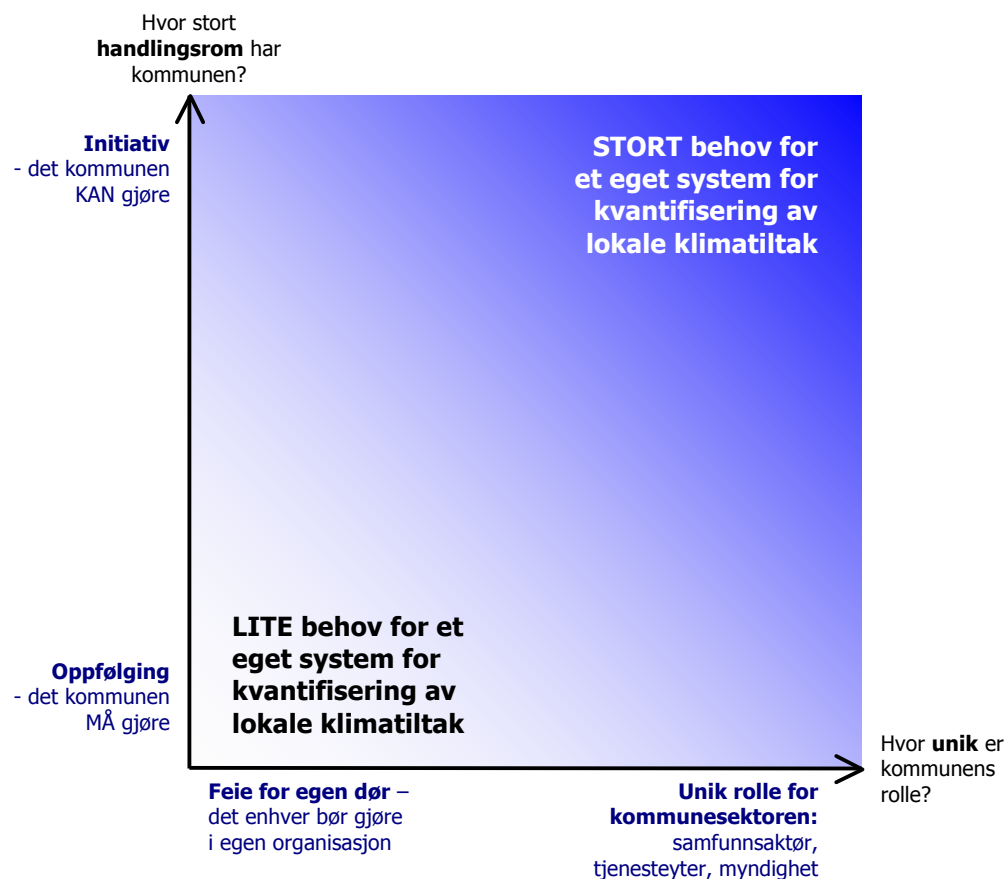 Hvor stort
handlingsrom har
kommunen?
Initiativ
- det kommunen
KAN gjøre
STORT behov for
et eget system for
kvantifisering av
lokale klimatiltak
LITE behov for et
eget system for
kvantifisering av
lokale klimatiltak
Oppfølging
- det kommunen
MÅ gjøre
Hvor unik er
kommunens
rolle?
Feie for egen dør –
det enhver bør gjøre
i egen organisasjon
Unik rolle for
kommunesektoren:
samfunnsaktør,
tjenesteyter, myndighet